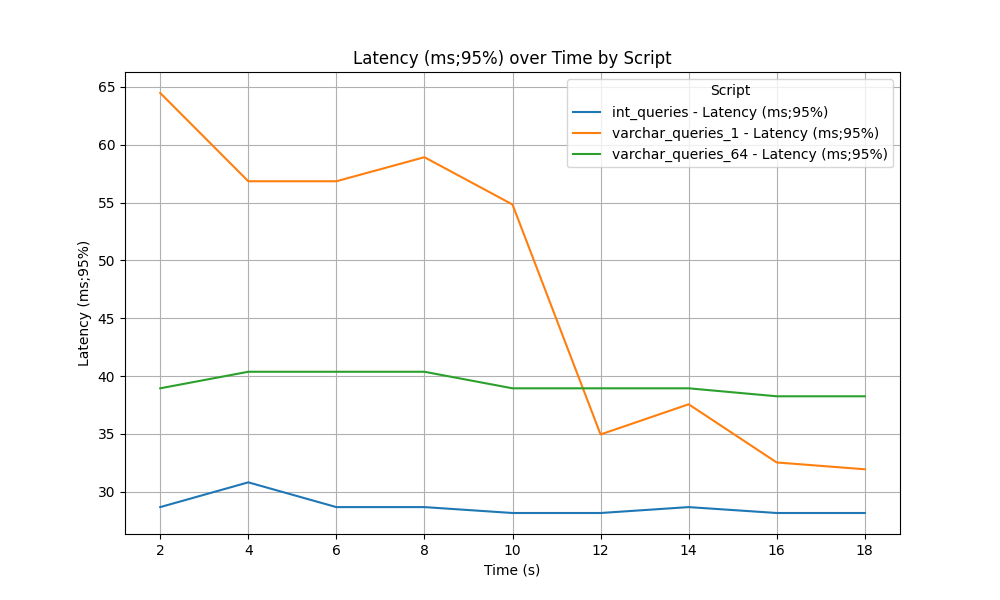 Latency (ms;95%) over Time by Script
Script
int_queries - Latency (ms;95%)
varchar_queries_1 - Latency (ms;95%)
varchar_queries_64 - Latency (ms;95%)
Latency (ms;95%)
65
60
55
50
45
40
35
30
2 4 6 8 10 12 14 16 18
Time (s)